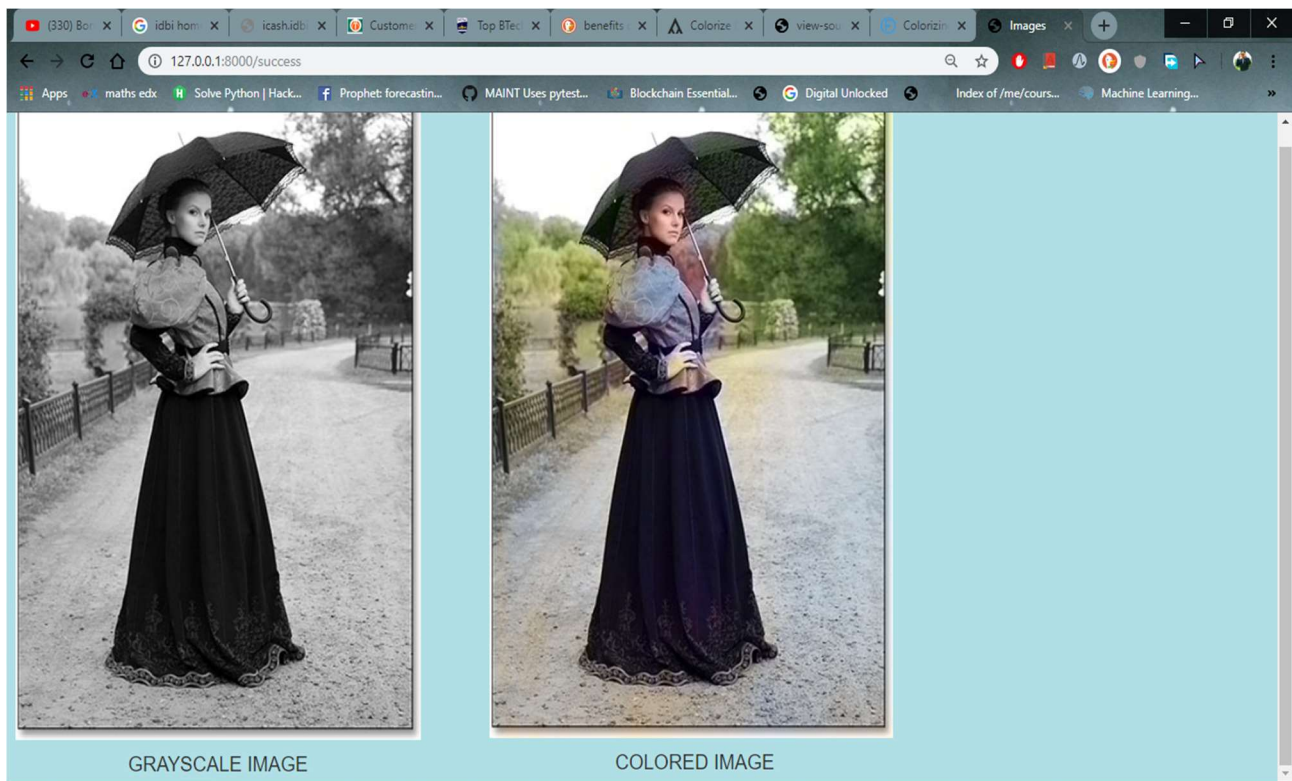 (330) Bor
idbi hom
icash.idb
Custome
Top BTec
benefits
Colorize
view-sou
Colorizin
Images
127.0.0.1:8000/success
Apps
maths edx
Solve Python | Hack...
Prophet: forecastin...
MAINT Uses pytest...
Blockchain Essential...
Digital Unlocked
Index of /me/cours...
Machine Learning...
»
GRAYSCALE IMAGE
COLORED IMAGE